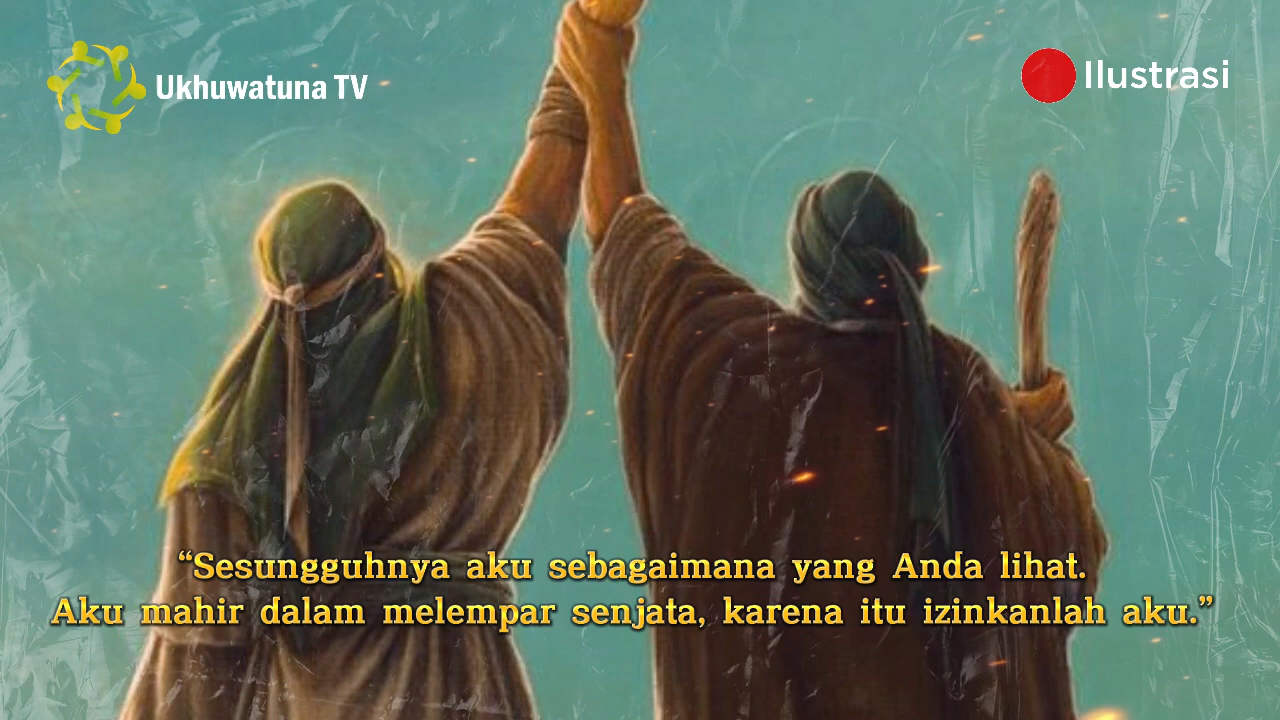 Ukhuwatuna TV
Ilustrasi
“Sesungguhnya aku sebagaimana yang Anda lihat.
Aku mahir dalam melempar senjata, karena itu izinkanlah aku.”